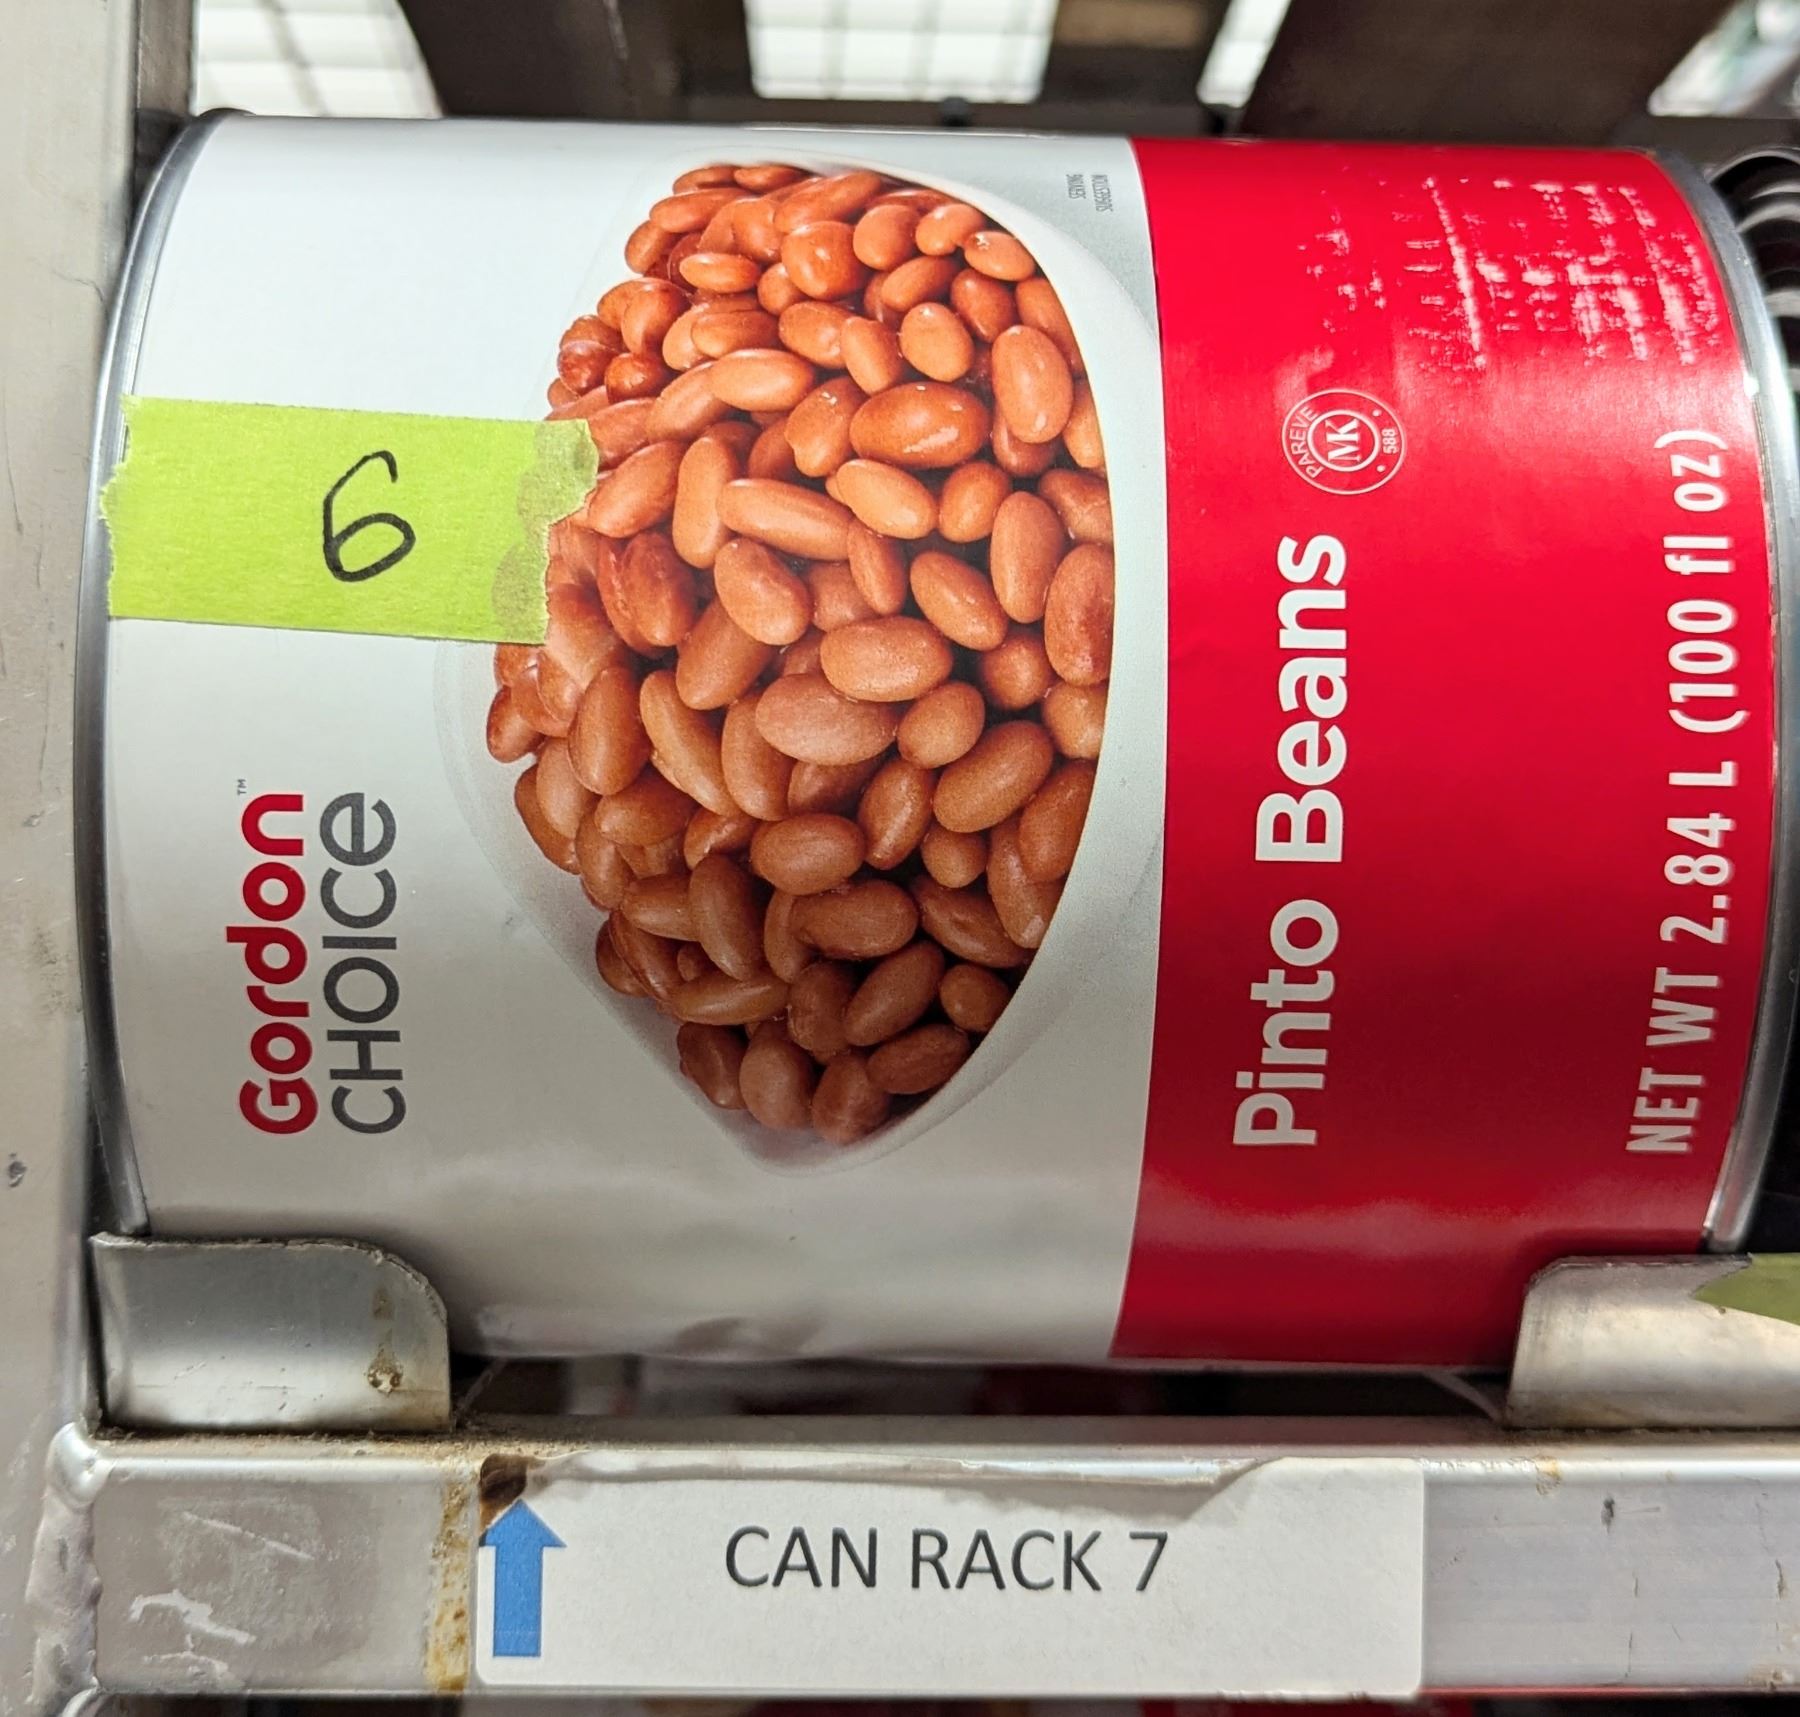 6
Gordon™
CHOICE
SERVING
SUGGESTION
Pinto Beans
PAREVE
MK
588
NET WT 2.84 L (100 fl oz)
CAN RACK 7